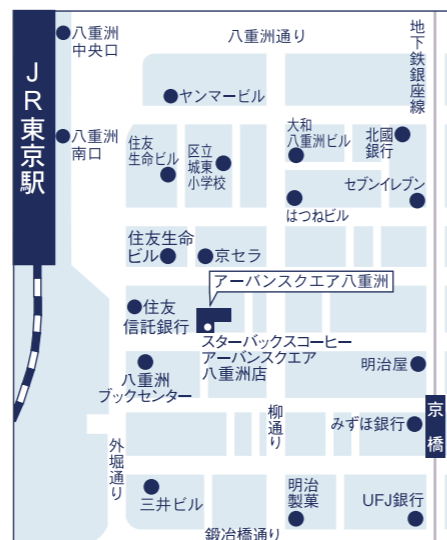 八重洲
中央口
八重洲通り
地下鉄銀座線
JR東京駅
ヤンマービル
八重洲
南口
住友
生命ビル
区立
城東
小学校
大和
八重洲ビル
北國
銀行
セブンイレブン
はつねビル
住友生命
ビル
京セラ
アーバンスクエア八重洲
住友
信託銀行
スターバックスコーヒー
アーバンスクエア
八重洲店
明治屋
八重洲
ブックセンター
柳通り
みずほ銀行
京橋
外堀通り
三井ビル
明治
製菓
UFJ銀行
鍛冶橋通り